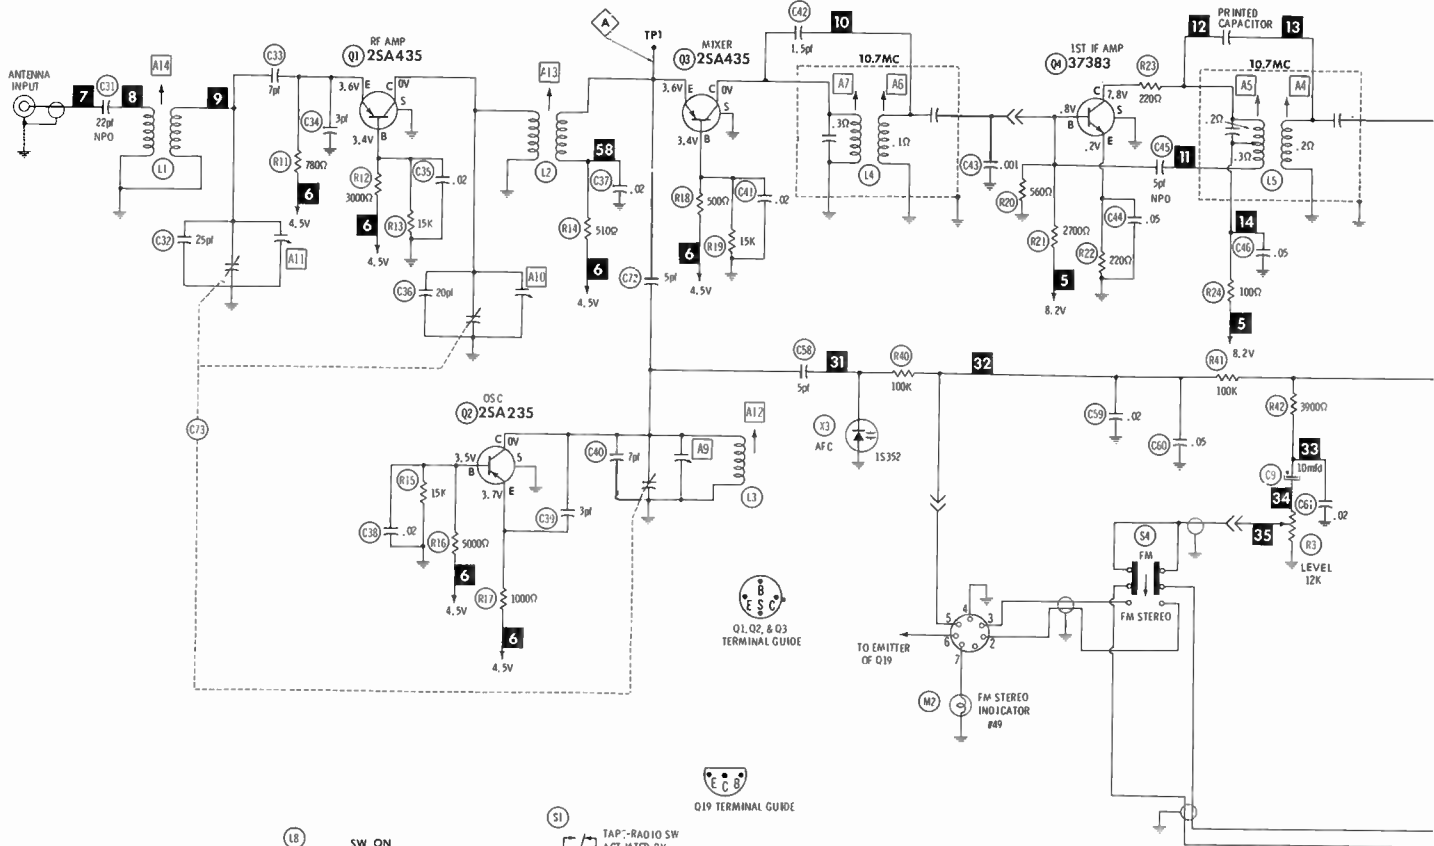 ANTENNA
INPUT
7
C31
8
22pf
NPO
A14
L1
9
C33
7pf
C34
3pf
R11
780Ω
6
4.5V
C32
25pf
A11
RF AMP
Q1 2SA435
3.6V
E
C
0V
S
3.4V
B
R12
3000Ω
6
4.5V
C35
.02
R13
15K
C36
20pf
A10
A13
L2
58
C37
.02
R14
510Ω
6
4.5V
A
TP1
MIXER
Q3 2SA435
3.6V
E
C
0V
S
3.4V
B
R18
500Ω
6
4.5V
C41
.02
R19
15K
C72
5pf
C42
1.5pf
10
10.7MC
A7
A6
.3Ω
.1Ω
L4
C43
.001
1ST IF AMP
Q4 37383
C
7.8V
.8V
B
S
E
.2V
R20
560Ω
R21
2700Ω
5
8.2V
R22
220Ω
C44
.05
R23
220Ω
C45
5pf
NPO
11
12
PRINTED
CAPACITOR
13
10.7MC
A5
A4
.2Ω
.3Ω
.2Ω
L5
14
C46
.05
R24
100Ω
5
8.2V
C58
5pf
31
R40
100K
32
X3
AFC
1S352
C59
.02
C60
.05
R41
100K
R42
3900Ω
33
C9
10mfd
34
C61
.02
35
R3
LEVEL
12K
C73
OSC
Q2 2SA235
C
0V
3.5V
B
S
3.7V
E
R15
15K
C38
.02
R16
5000Ω
6
4.5V
R17
1000Ω
6
4.5V
C39
3pf
C40
7pf
A9
A12
L3
B
E S C
Q1, Q2, & Q3
TERMINAL GUIDE
S4
FM
FM STEREO
4
5
3
6
2
7
TO EMITTER
OF Q19
M2
FM STEREO
INDICATOR
#49
E C B
Q19 TERMINAL GUIDE
L8
SW ON
S1
TAPE-RADIO SW